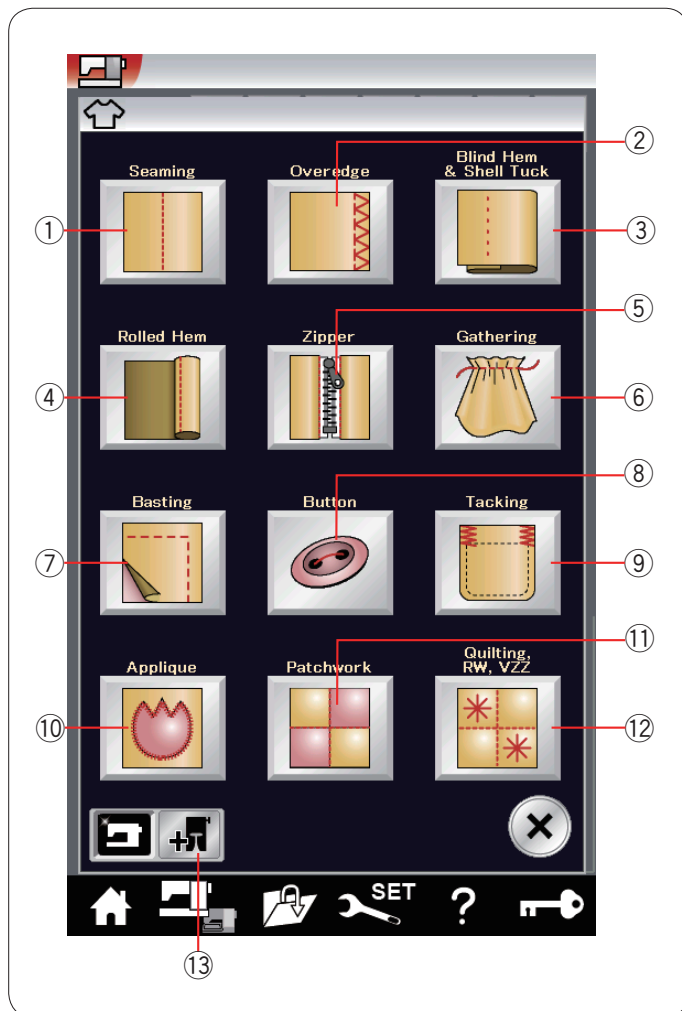 Seaming
Overedge
Blind Hem
& Shell Tuck
Rolled Hem
Zipper
Gathering
Basting
Button
Tacking
Applique
Patchwork
Quilting,
RW, VZZ
SET
?
①
②
③
④
⑤
⑥
⑦
⑧
⑨
⑩
⑪
⑫
⑬